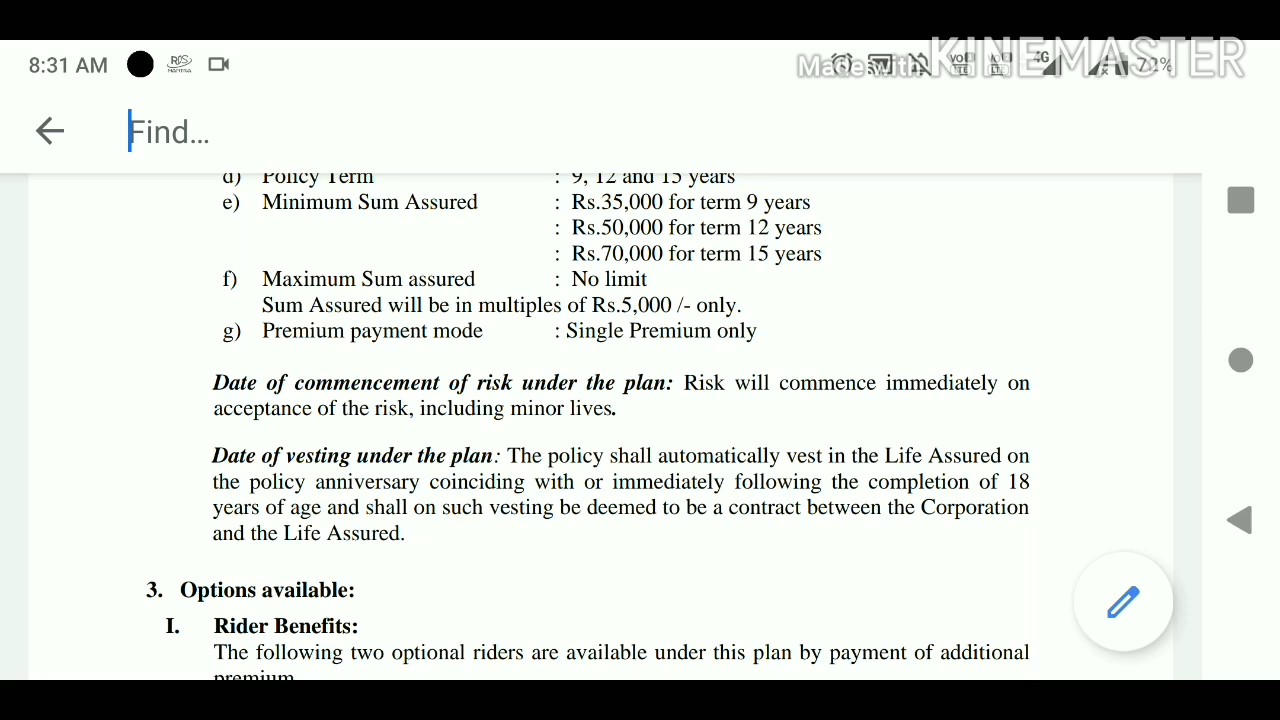 8:31 AM
Made with KINEMASTER
4G 72%
Find...
d) Policy Term : 9, 12 and 15 years
e) Minimum Sum Assured : Rs.35,000 for term 9 years
: Rs.50,000 for term 12 years
: Rs.70,000 for term 15 years
f) Maximum Sum assured : No limit
Sum Assured will be in multiples of Rs.5,000 /- only.
g) Premium payment mode : Single Premium only
Date of commencement of risk under the plan: Risk will commence immediately on
acceptance of the risk, including minor lives.
Date of vesting under the plan: The policy shall automatically vest in the Life Assured on
the policy anniversary coinciding with or immediately following the completion of 18
years of age and shall on such vesting be deemed to be a contract between the Corporation
and the Life Assured.
3. Options available:
I. Rider Benefits:
The following two optional riders are available under this plan by payment of additional
premium